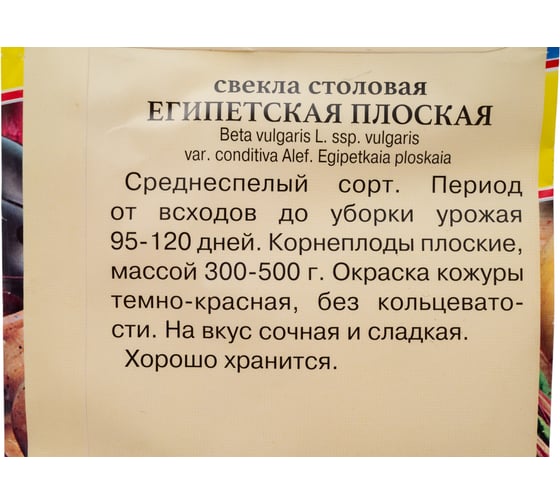 свекла столовая
ЕГИПЕТСКАЯ ПЛОСКАЯ
Beta vulgaris L. ssp. vulgaris
var. conditiva Alef. Egipetkaia ploskaia
Среднеспелый сорт. Период
от всходов до уборки урожая
95-120 дней. Корнеплоды плоские,
массой 300-500 г. Окраска кожуры
темно-красная, без кольцевато-
сти. На вкус сочная и сладкая.
Хорошо хранится.